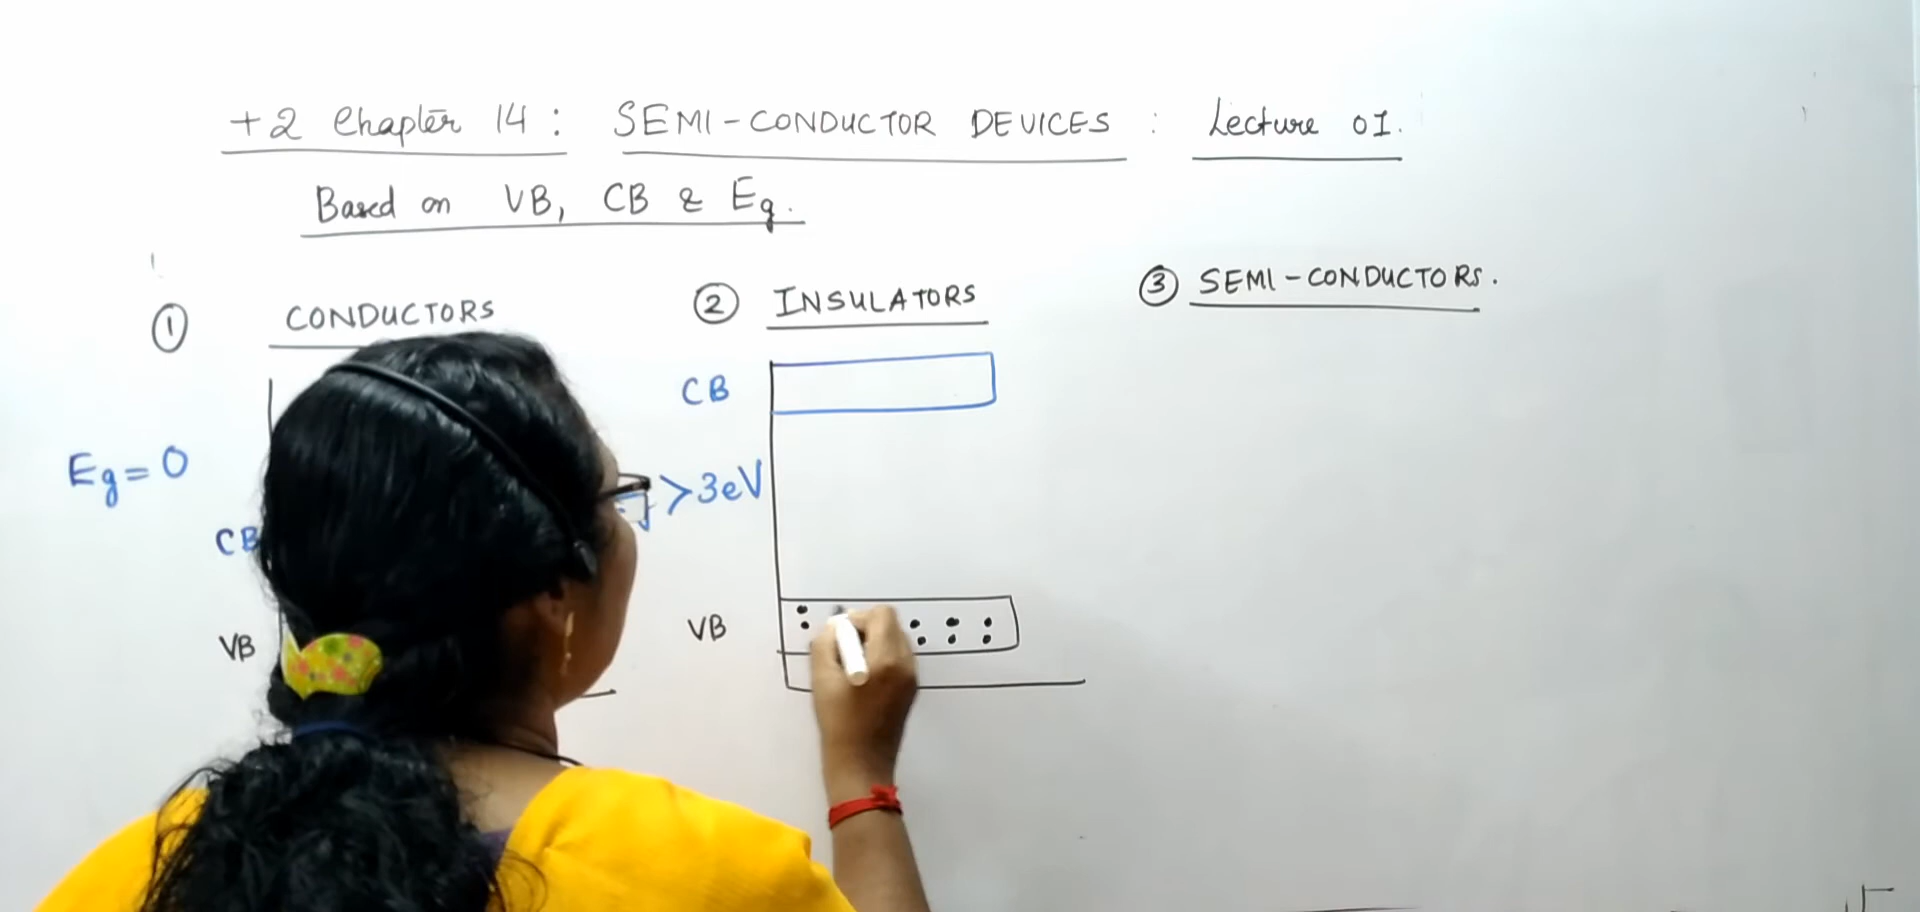 +2 Chapter 14: SEMI-CONDUCTOR DEVICES : Lecture 01.
Based on VB, CB & Eg.
① CONDUCTORS
Eg = 0
CB
VB
② INSULATORS
CB
>3eV
VB
③ SEMI-CONDUCTORS.